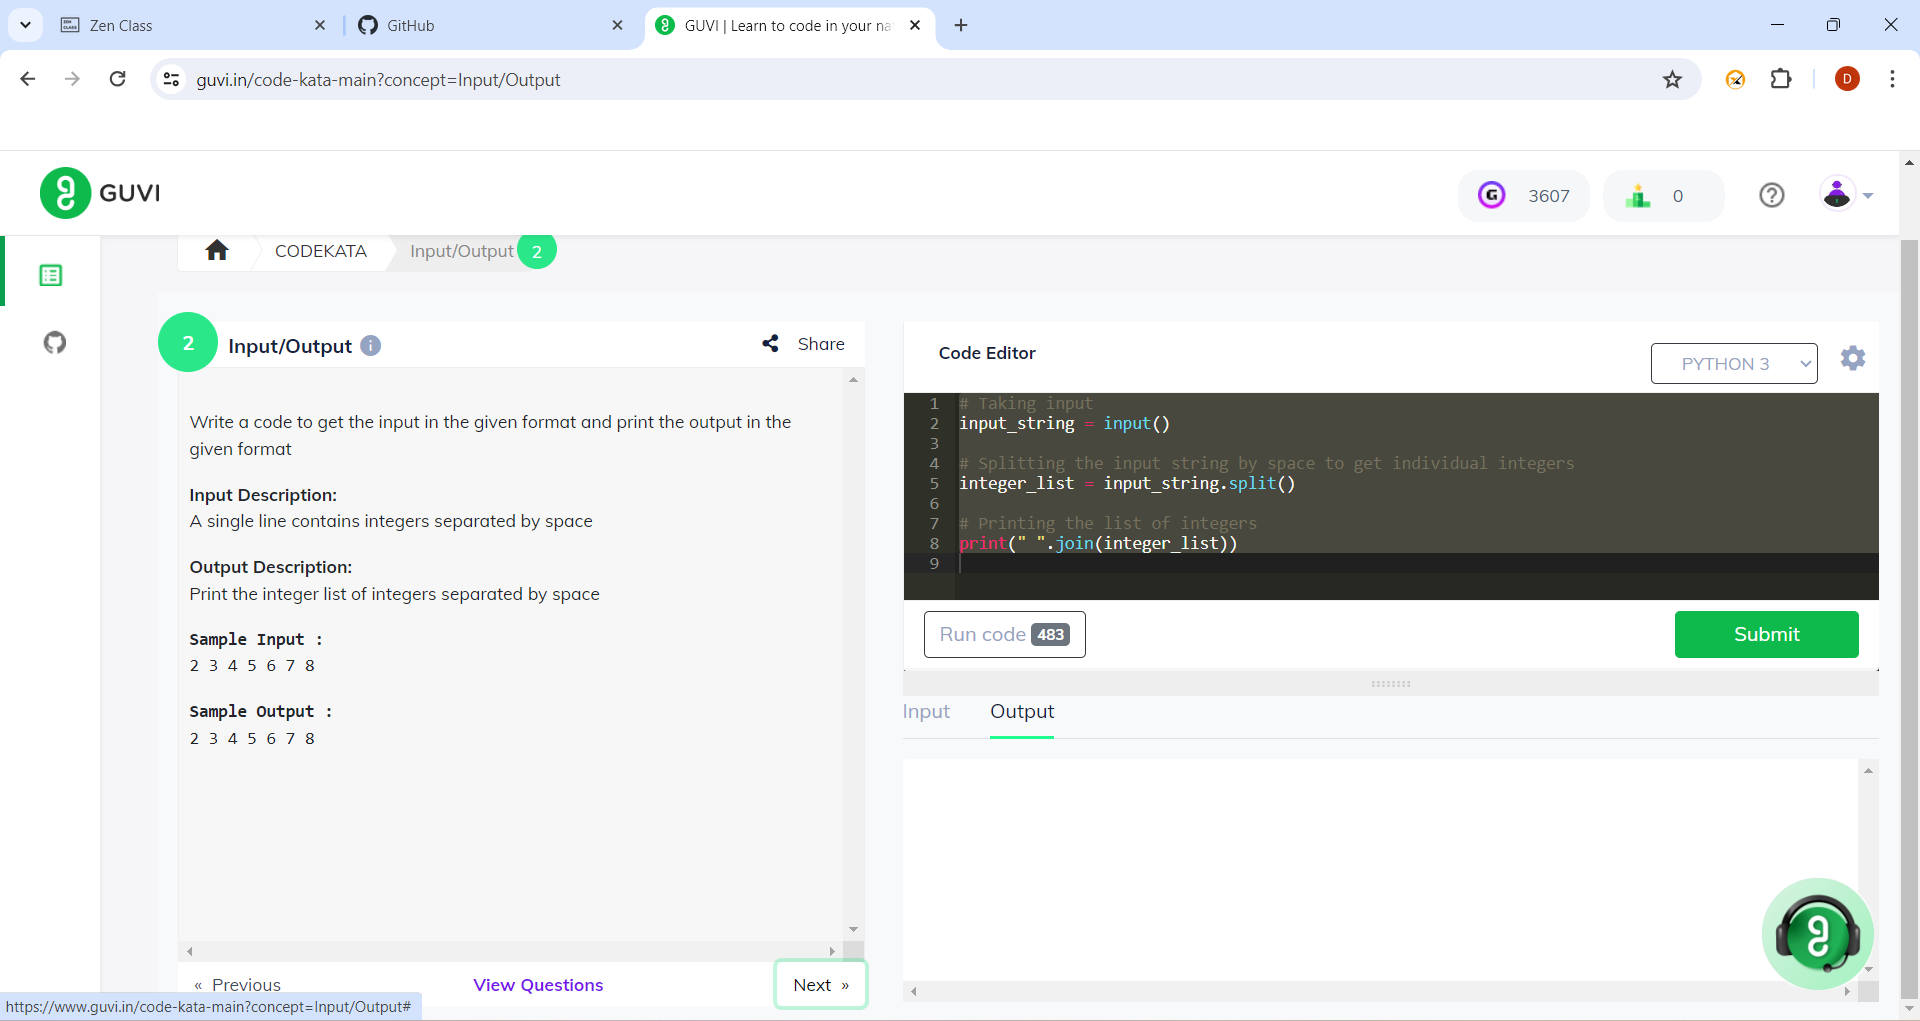 Zen Class
GitHub
GUVI | Learn to code in your na
guvi.in/code-kata-main?concept=Input/Output
D
GUVI
G
3607
0
CODEKATA
Input/Output
2
2
Input/Output
Share
Write a code to get the input in the given format and print the output in the
given format
Input Description:
A single line contains integers separated by space
Output Description:
Print the integer list of integers separated by space
Sample Input :
2 3 4 5 6 7 8
Sample Output :
2 3 4 5 6 7 8
« Previous
View Questions
Next »
https://www.guvi.in/code-kata-main?concept=Input/Output#
Code Editor
PYTHON 3
1 # Taking input
2 input_string = input()
3
4 # Splitting the input string by space to get individual integers
5 integer_list = input_string.split()
6
7 # Printing the list of integers
8 print(" ".join(integer_list))
9
Run code 483
Submit
Input
Output